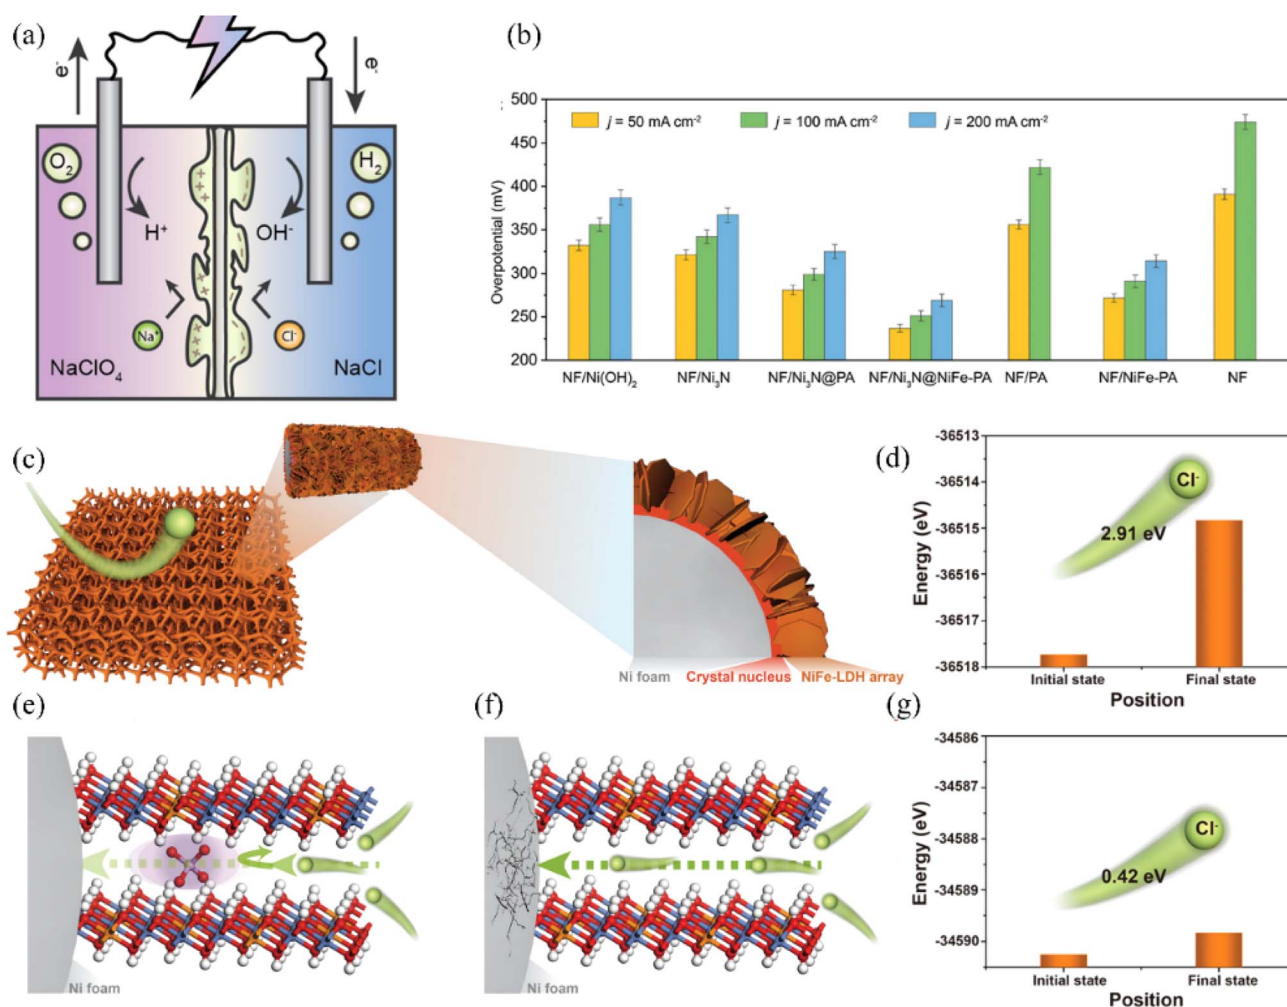 (a)
e⁻
e⁻
O₂
H₂
H⁺
OH⁻
Na⁺
Cl⁻
NaClO₄
NaCl
(b)
500
450
400
350
300
250
200
Overpotential (mV)
j = 50 mA cm⁻²
j = 100 mA cm⁻²
j = 200 mA cm⁻²
NF/Ni(OH)₂
NF/Ni₃N
NF/Ni₃N@PA
NF/Ni₃N@NiFe-PA
NF/PA
NF/NiFe-PA
NF
(c)
Ni foam
Crystal nucleus
NiFe-LDH array
(d)
-36513
-36514
-36515
-36516
-36517
-36518
Energy (eV)
Cl⁻
2.91 eV
Initial state
Final state
Position
(e)
Ni foam
(f)
Ni foam
(g)
-34586
-34587
-34588
-34589
-34590
Energy (eV)
Cl⁻
0.42 eV
Initial state
Final state
Position